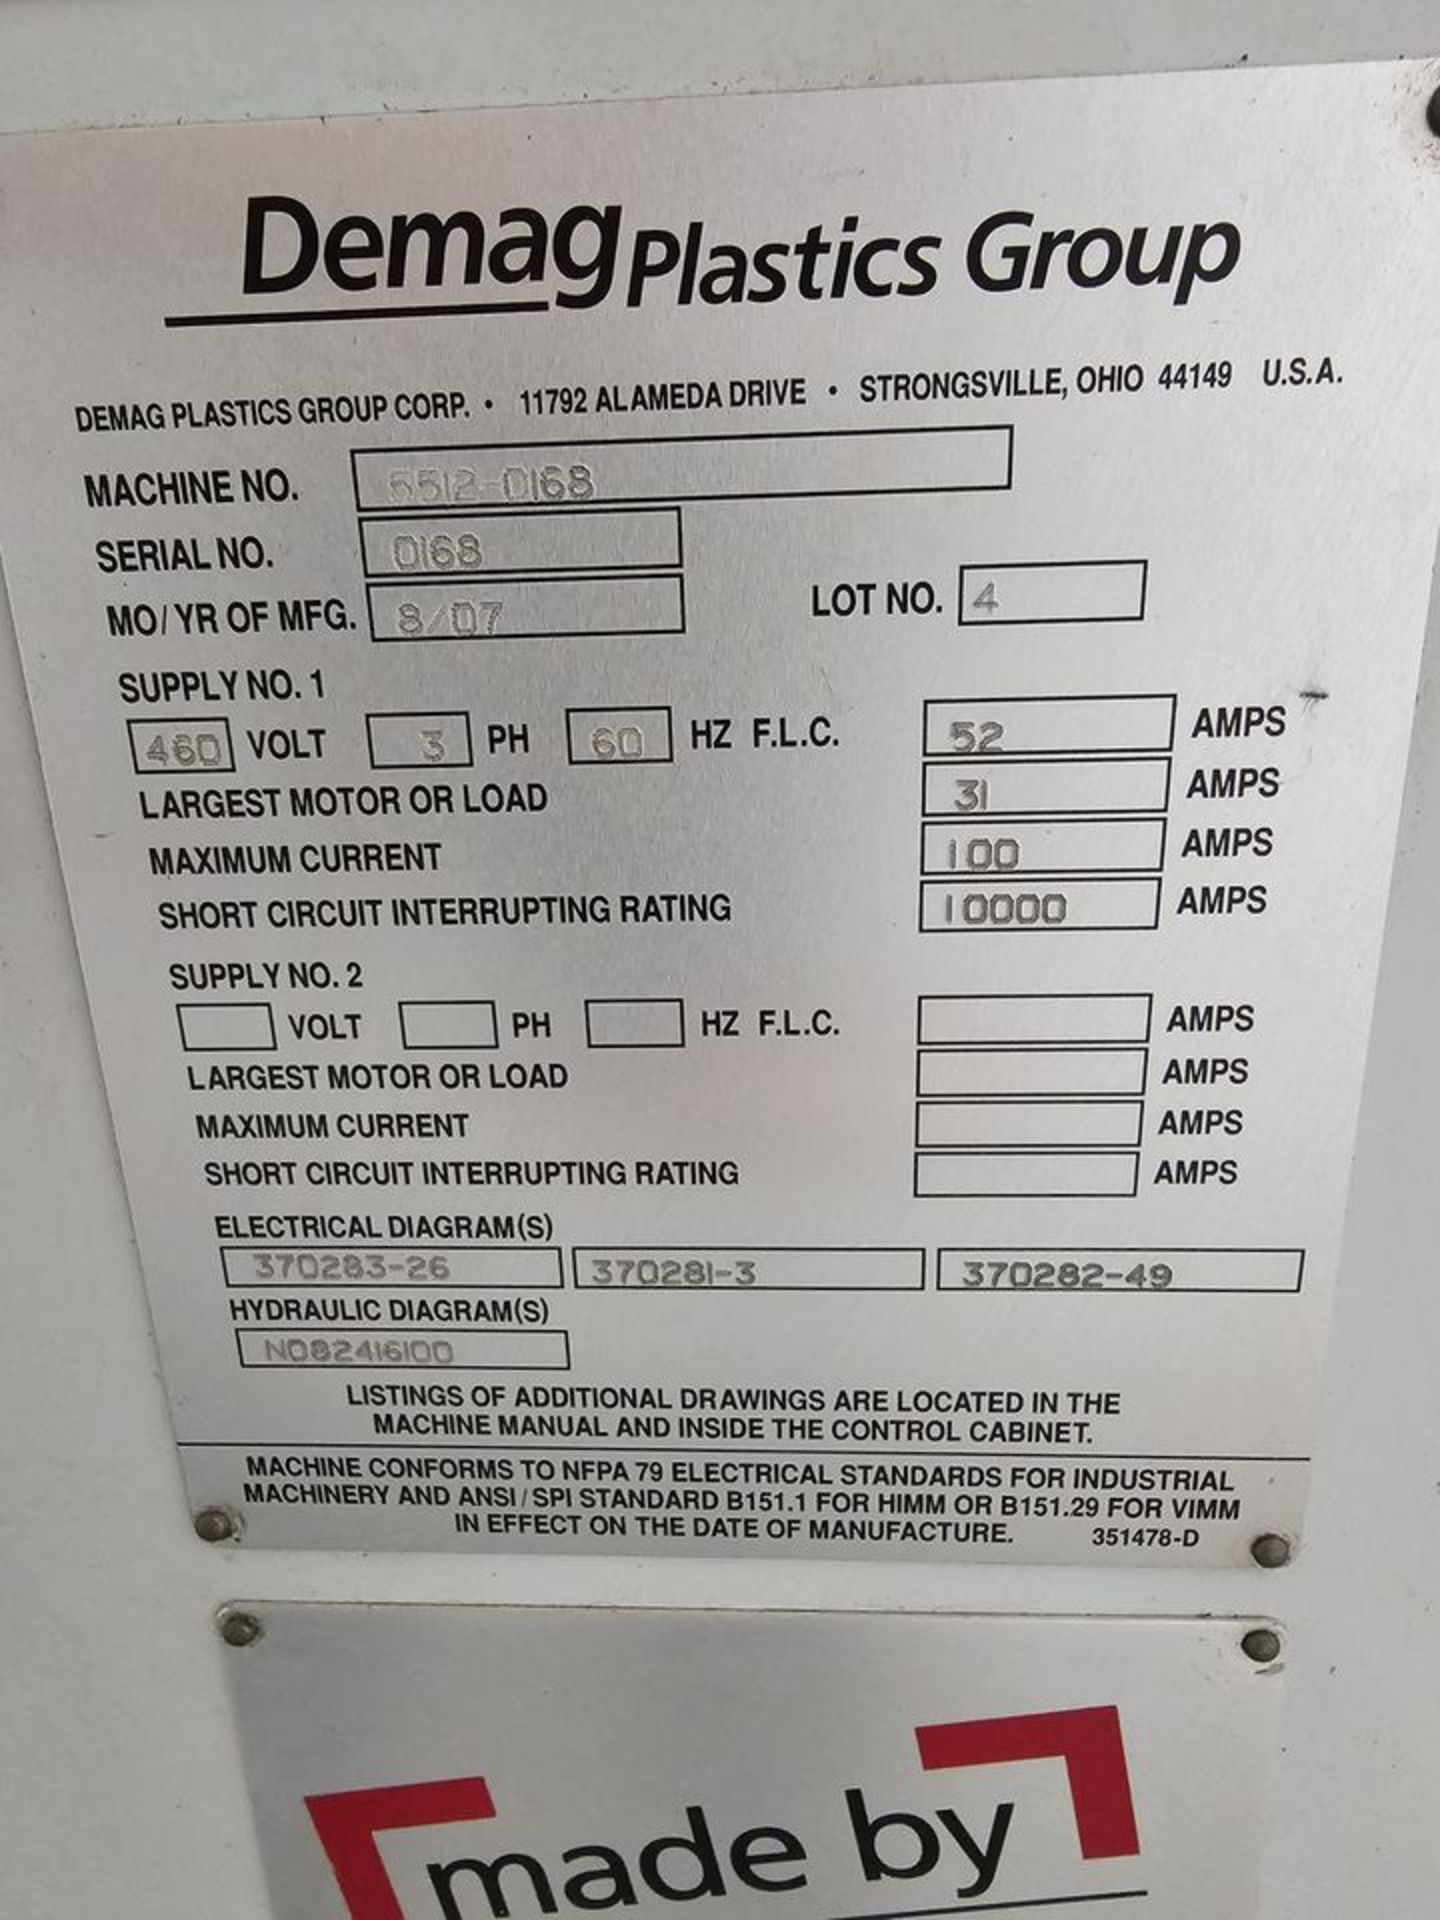 Demag Plastics Group
DEMAG PLASTICS GROUP CORP. • 11792 ALAMEDA DRIVE • STRONGSVILLE, OHIO 44149 U.S.A.
MACHINE NO. 5512-0168
SERIAL NO. 0168
MO/YR OF MFG. 8/07 LOT NO. 4
SUPPLY NO. 1
460 VOLT 3 PH 60 HZ F.L.C. 52 AMPS
LARGEST MOTOR OR LOAD 31 AMPS
MAXIMUM CURRENT 100 AMPS
SHORT CIRCUIT INTERRUPTING RATING 10000 AMPS
SUPPLY NO. 2
VOLT PH HZ F.L.C. AMPS
LARGEST MOTOR OR LOAD AMPS
MAXIMUM CURRENT AMPS
SHORT CIRCUIT INTERRUPTING RATING AMPS
ELECTRICAL DIAGRAM(S)
370283-26 370281-3 370282-49
HYDRAULIC DIAGRAM(S)
N082416100
LISTINGS OF ADDITIONAL DRAWINGS ARE LOCATED IN THE
MACHINE MANUAL AND INSIDE THE CONTROL CABINET.
MACHINE CONFORMS TO NFPA 79 ELECTRICAL STANDARDS FOR INDUSTRIAL
MACHINERY AND ANSI/SPI STANDARD B151.1 FOR HIMM OR B151.29 FOR VIMM
IN EFFECT ON THE DATE OF MANUFACTURE. 351478-D
made by